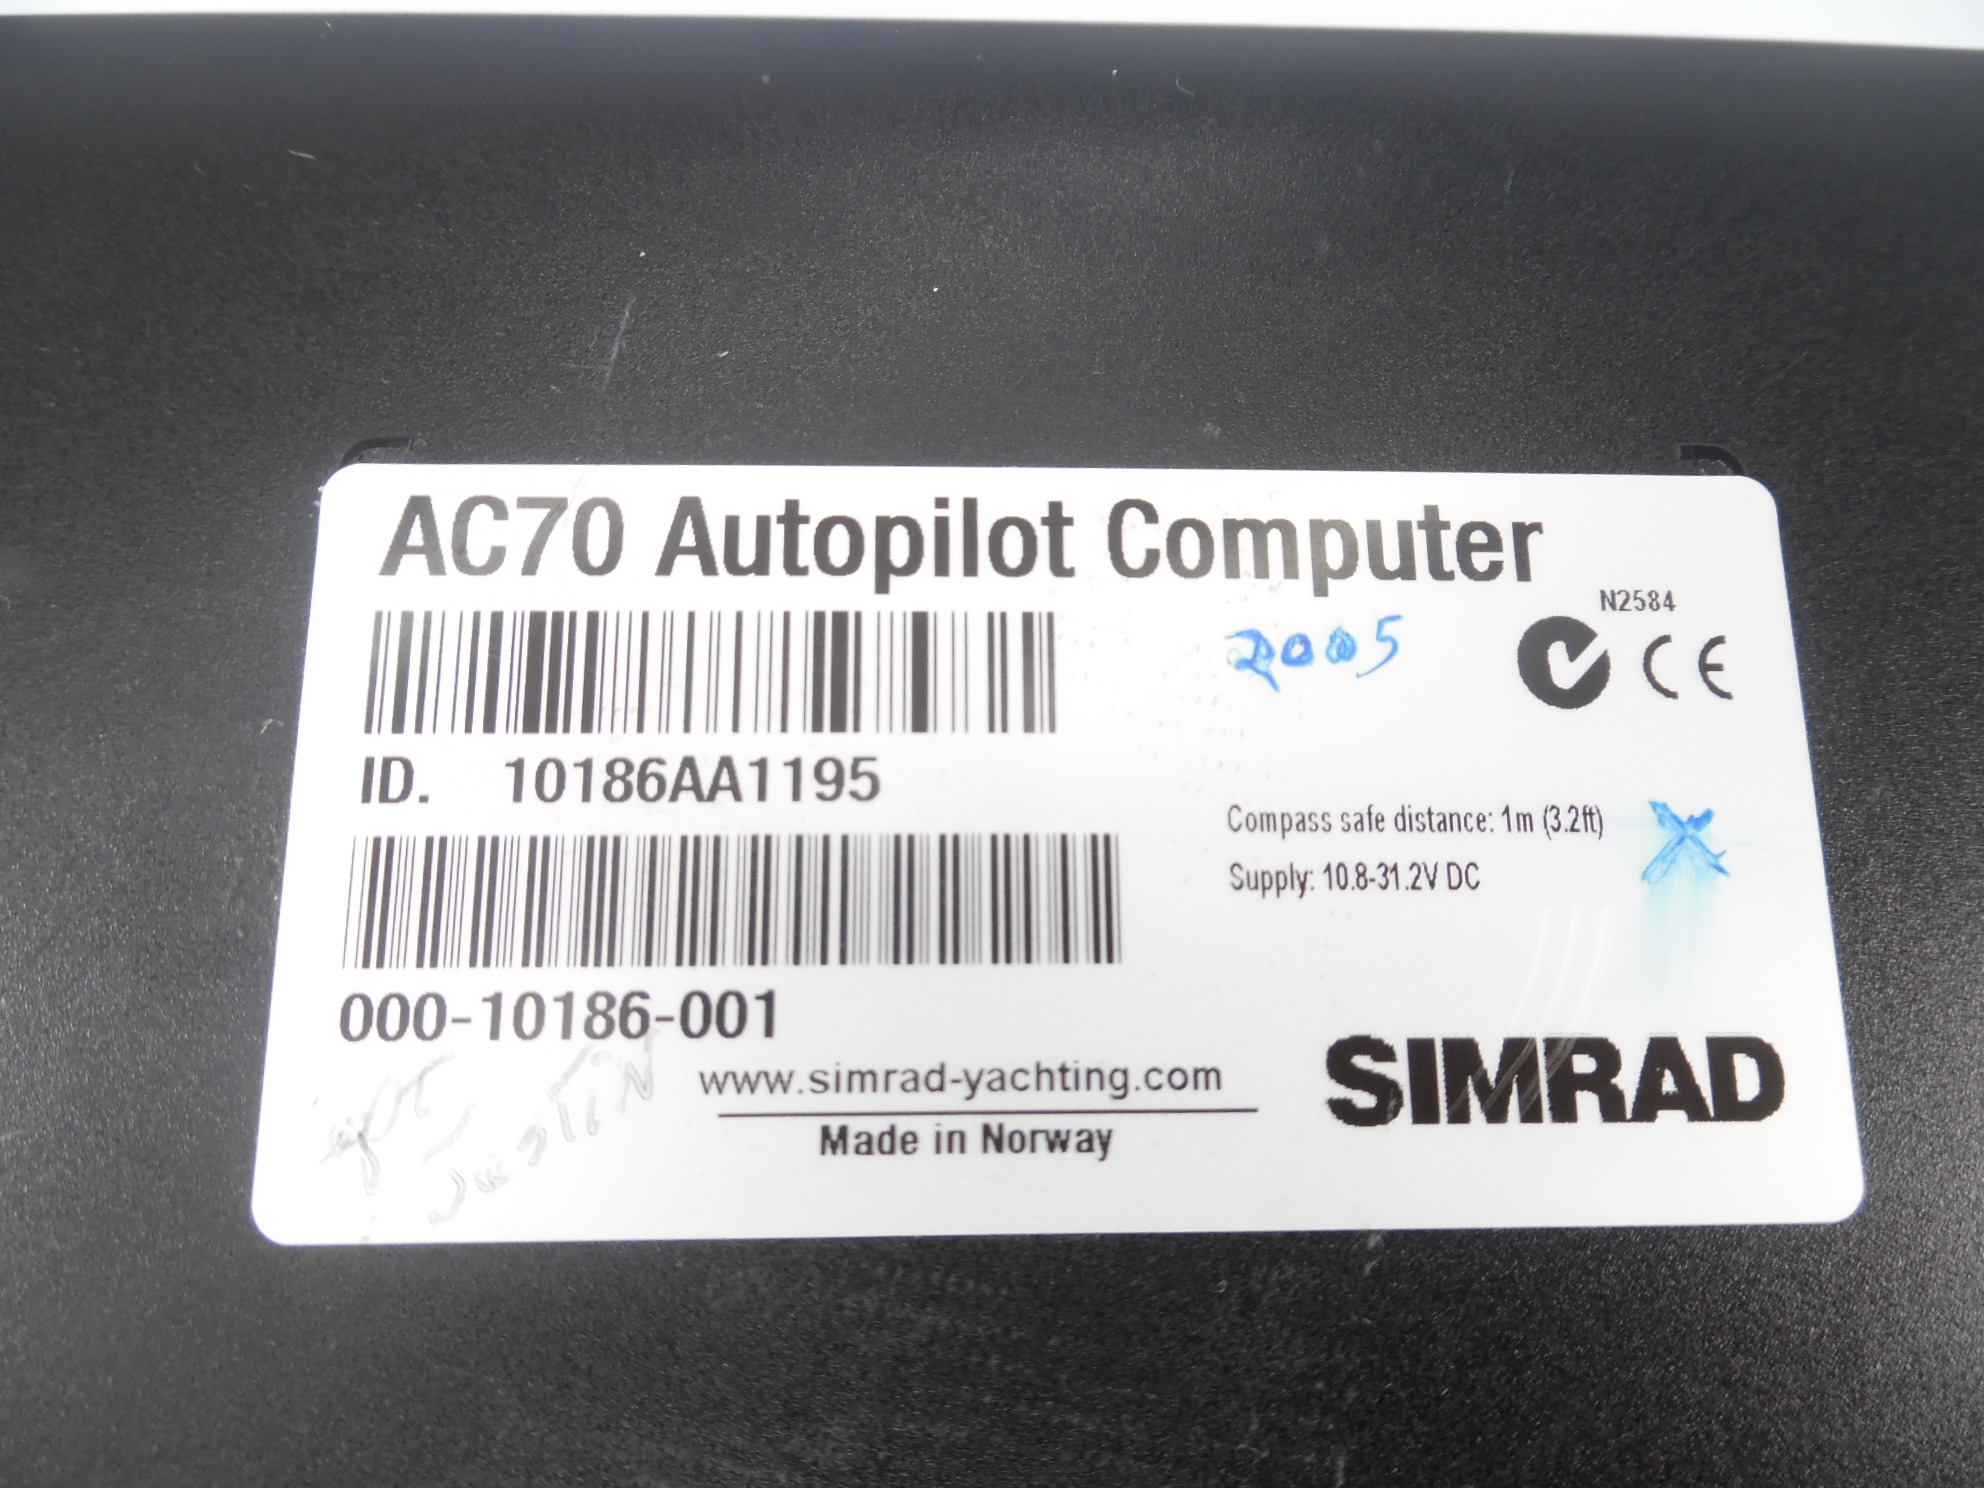 AC70 Autopilot Computer
N2584
2005
CE
ID. 10186AA1195
Compass safe distance: 1m (3.2ft)
Supply: 10.8-31.2V DC
000-10186-001
www.simrad-yachting.com
Made in Norway
SIMRAD
Justin